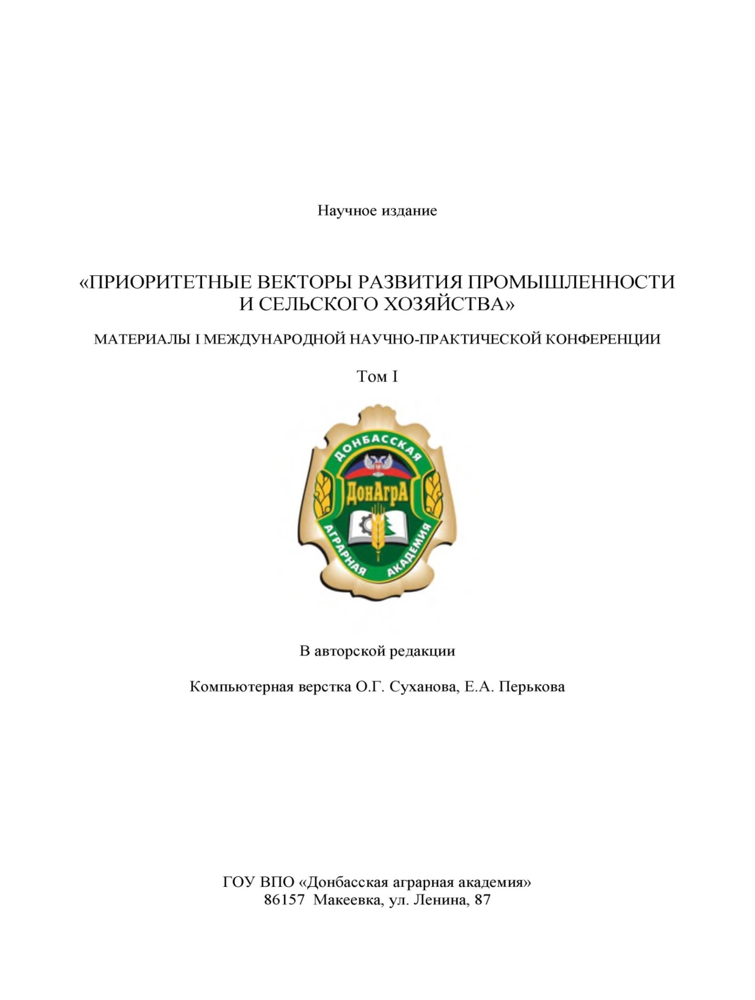 Научное издание
«ПРИОРИТЕТНЫЕ ВЕКТОРЫ РАЗВИТИЯ ПРОМЫШЛЕННОСТИ
И СЕЛЬСКОГО ХОЗЯЙСТВА»
МАТЕРИАЛЫ I МЕЖДУНАРОДНОЙ НАУЧНО-ПРАКТИЧЕСКОЙ КОНФЕРЕНЦИИ
Том I
ДОНБАССКАЯ
ДонАгрА
АГРАРНАЯ АКАДЕМИЯ
В авторской редакции
Компьютерная верстка О.Г. Суханова, Е.А. Перькова
ГОУ ВПО «Донбасская аграрная академия»
86157 Макеевка, ул. Ленина, 87